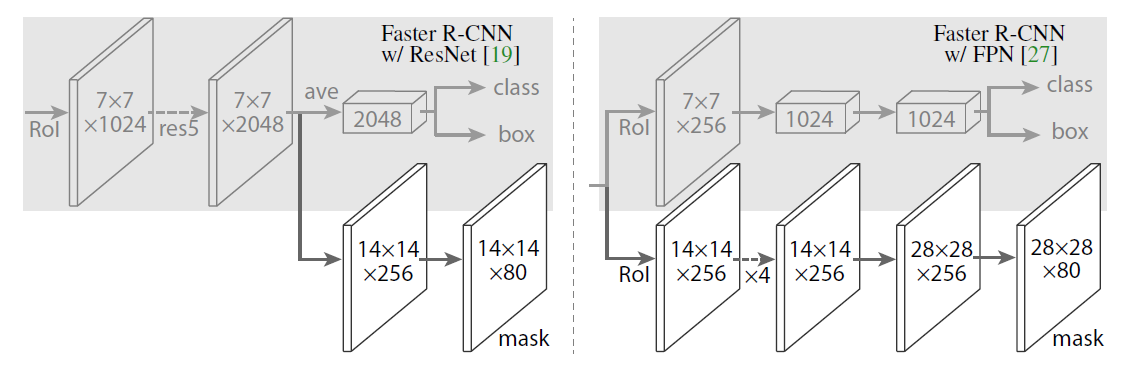 Faster R-CNN
w/ ResNet [19]
RoI
7×7
×1024
res5
7×7
×2048
ave
2048
class
box
14×14
×256
14×14
×80
mask
Faster R-CNN
w/ FPN [27]
RoI
7×7
×256
1024
1024
class
box
RoI
14×14
×256
×4
14×14
×256
28×28
×256
28×28
×80
mask